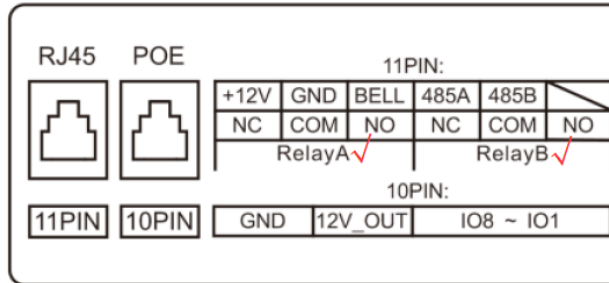 RJ45 POE
11PIN:
+12V GND BELL 485A 485B
NC COM NO NC COM NO
RelayA RelayB
10PIN:
11PIN 10PIN GND 12V_OUT IO8 ~ IO1